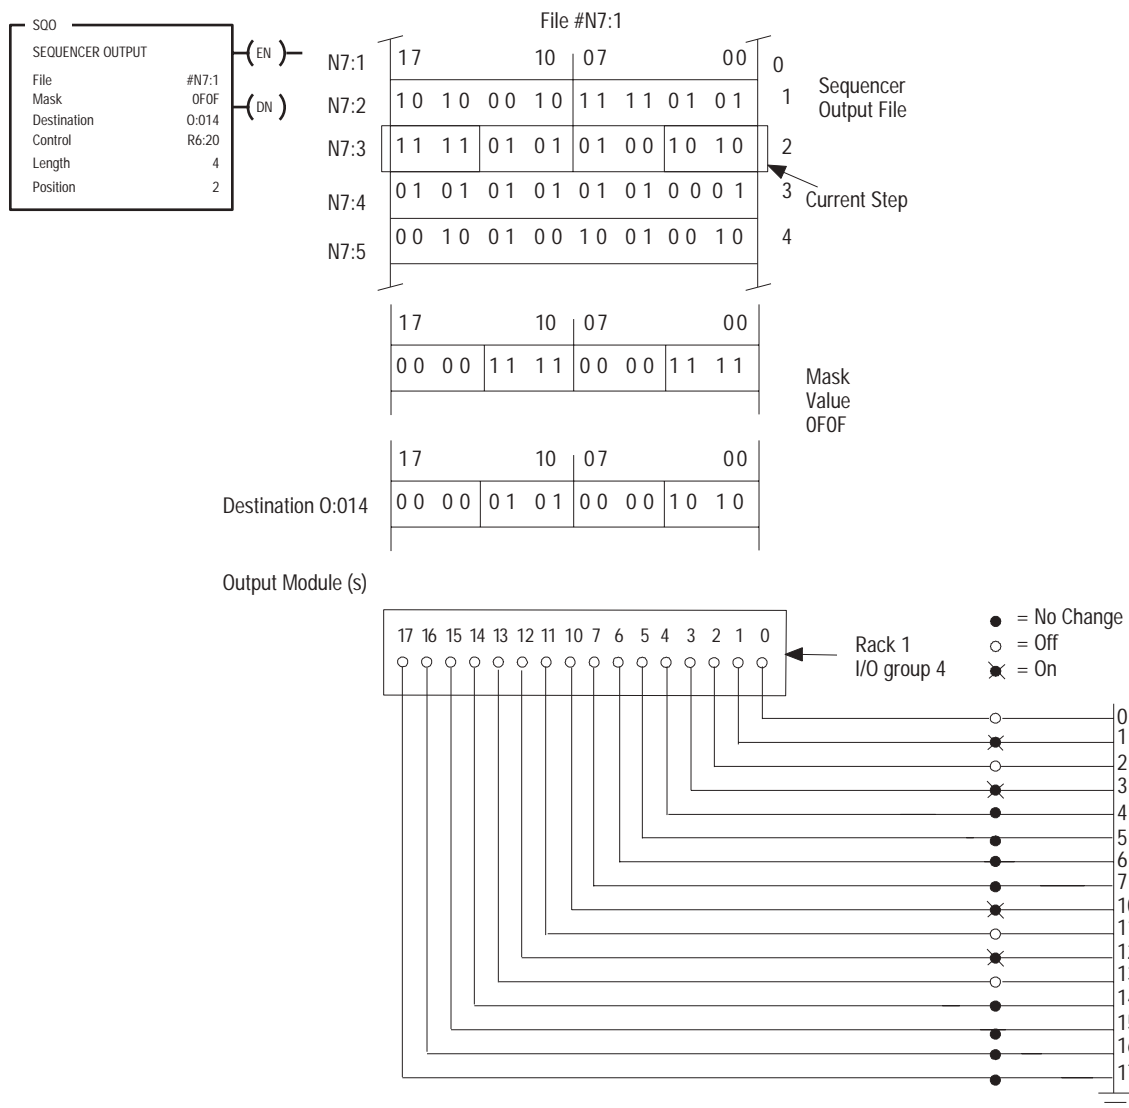 SQO
SEQUENCER OUTPUT
File #N7:1
Mask 0F0F
Destination O:014
Control R6:20
Length 4
Position 2
EN
DN
File #N7:1
N7:1 17 10 07 00 0
N7:2 10 10 00 10 11 11 01 01 1
N7:3 11 11 01 01 01 00 10 10 2
N7:4 01 01 01 01 01 01 0001 3
N7:5 00 10 01 00 10 01 00 10 4
Sequencer
Output File
Current Step
17 10 07 00
00 00 11 11 00 00 11 11
Mask
Value
0F0F
17 10 07 00
Destination O:014 00 00 01 01 00 00 10 10
Output Module (s)
17 16 15 14 13 12 11 10 7 6 5 4 3 2 1 0
Rack 1
I/O group 4
= No Change
= Off
= On
0
1
2
3
4
5
6
7